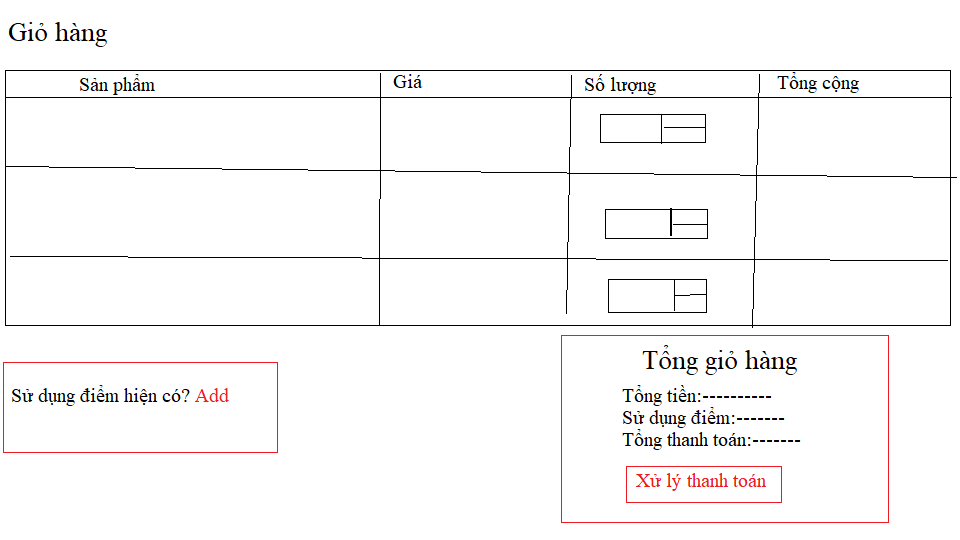 Giỏ hàng
Sản phẩm Giá Số lượng Tổng cộng
Sử dụng điểm hiện có? Add
Tổng giỏ hàng
Tổng tiền:----------
Sử dụng điểm:-------
Tổng thanh toán:-------
Xử lý thanh toán